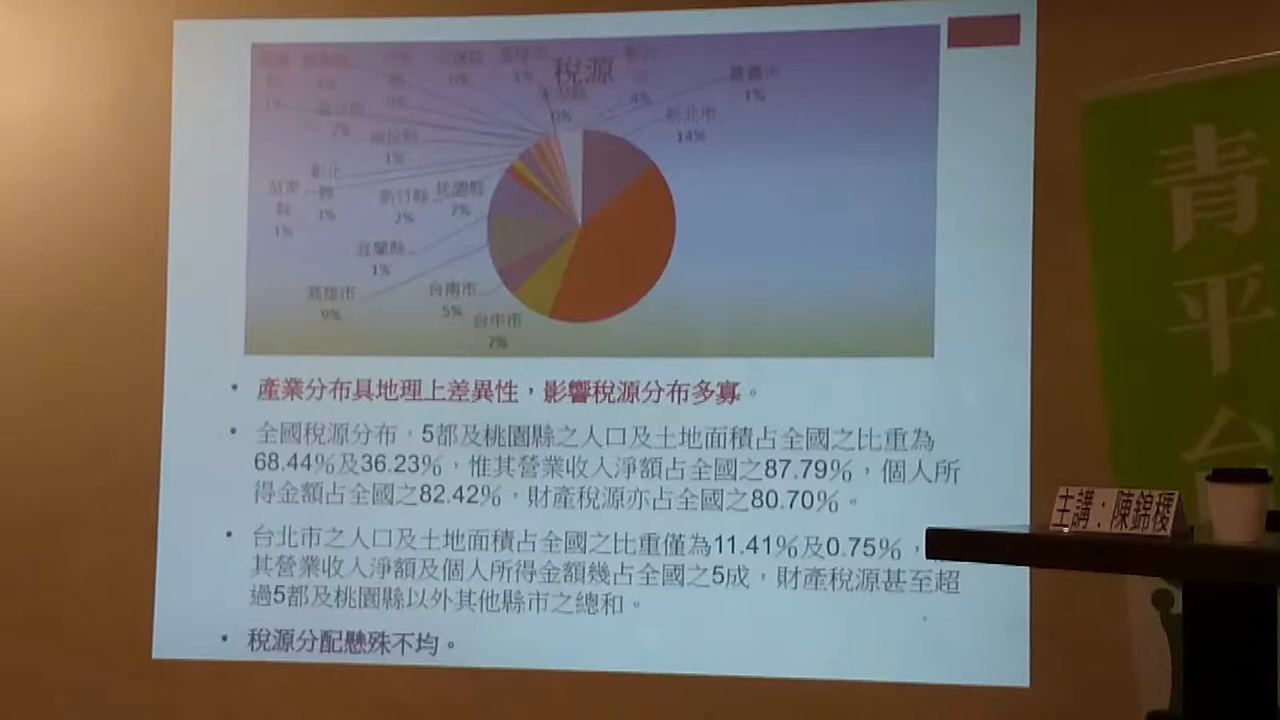 稅源
1%
0%
1%
0%
4%
嘉義市
1%
新北市
14%
7%
1%
彰化
縣
3%
苗栗
縣
1%
新竹縣
2%
桃園縣
7%
宜蘭縣
1%
高雄市
9%
台南市
5%
台中市
7%
• 產業分布具地理上差異性，影響稅源分布多寡。
• 全國稅源分布，5都及桃園縣之人口及土地面積占全國之比重為
68.44%及36.23%，惟其營業收入淨額占全國之87.79%，個人所
得金額占全國之82.42%，財產稅源亦占全國之80.70%。
• 台北市之人口及土地面積占全國之比重僅為11.41%及0.75%，
其營業收入淨額及個人所得金額幾占全國之5成，財產稅源甚至超
過5都及桃園縣以外其他縣市之總和。
• 稅源分配懸殊不均。
青平台
主講：陳錦稷